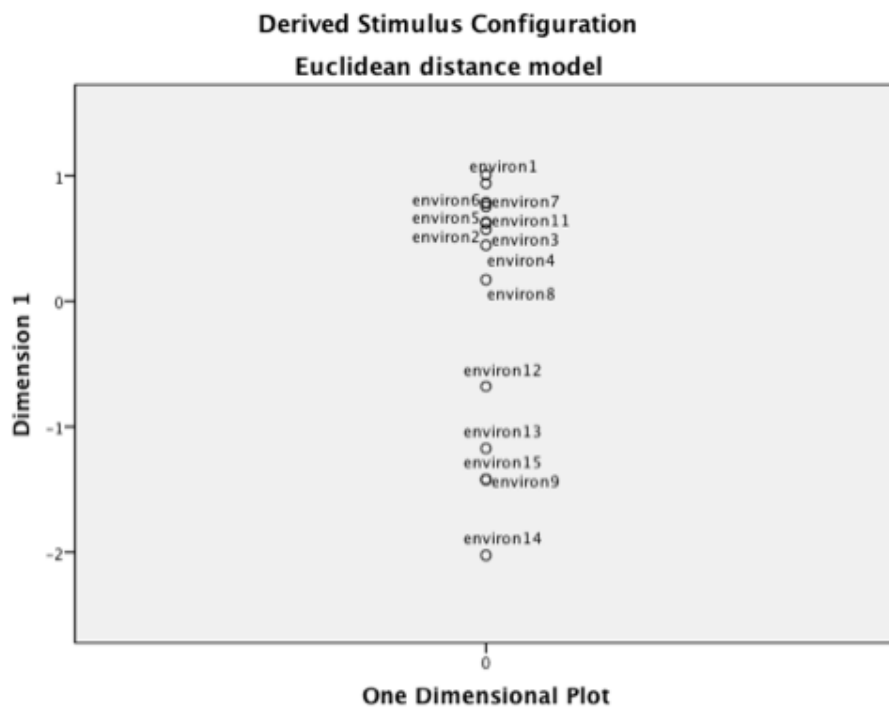 Derived Stimulus Configuration
Euclidean distance model
environ1
1
environ6 environ7
environ5 environ11
environ2 environ3
environ4
0
environ8
environ12
-1
environ13
environ15
environ9
environ14
-2
Dimension 1
0
One Dimensional Plot